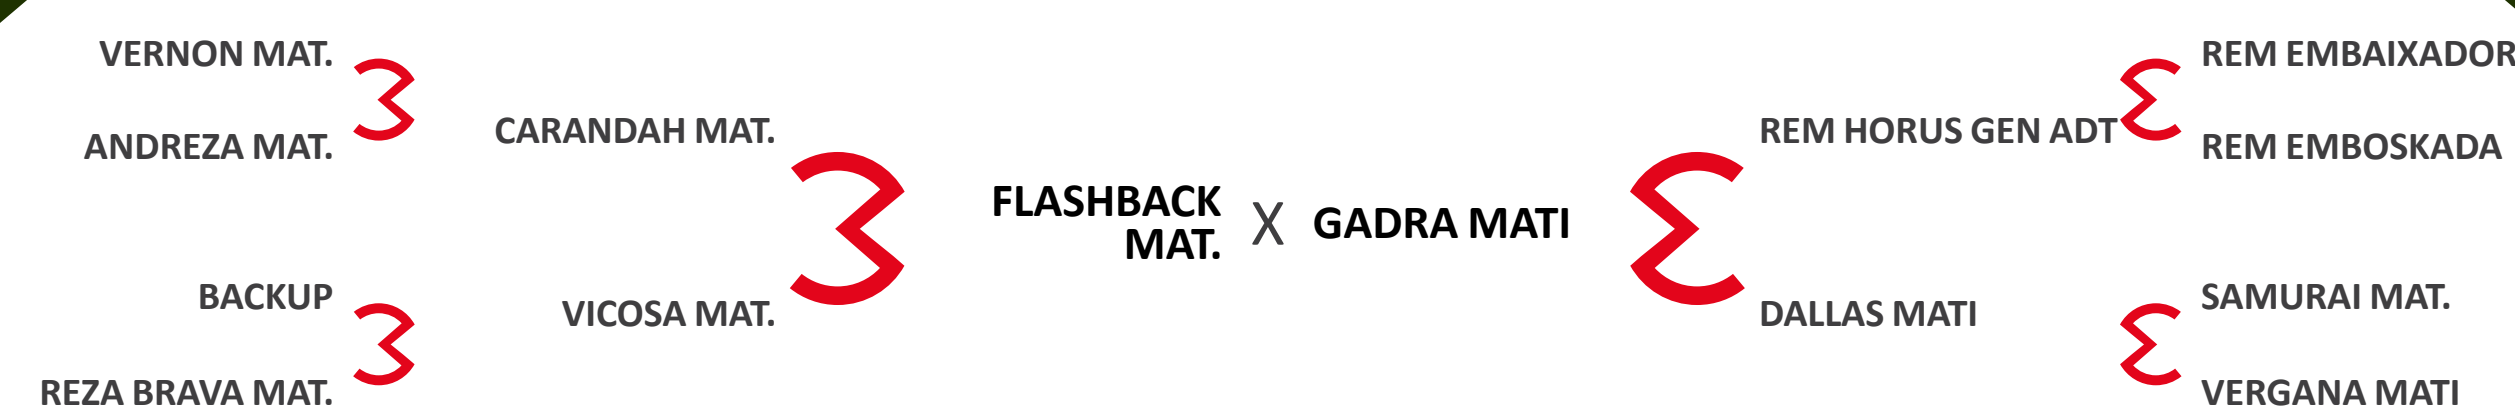 VERNON MAT.
ANDREZA MAT.
BACKUP
REZA BRAVA MAT.
CARANDAH MAT.
VICOSA MAT.
FLASHBACK
MAT.
X
GADRA MATI
REM HORUS GEN ADT
DALLAS MATI
REM EMBAIXADOR
REM EMBOSKADA
SAMURAI MAT.
VERGANA MATI